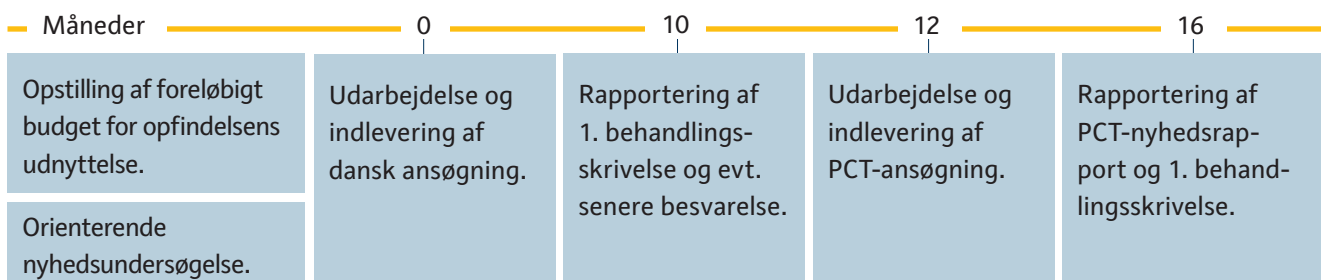 Måneder 0 10 12 16
Opstilling af foreløbigt
budget for opfindelsens
udnyttelse.
Orienterende
nyhedsundersøgelse.
Udarbejdelse og
indlevering af
dansk ansøgning.
Rapportering af
1. behandlings-
skrivelse og evt.
senere besvarelse.
Udarbejdelse og
indlevering af
PCT-ansøgning.
Rapportering af
PCT-nyhedsrap-
port og 1. behand-
lingsskrivelse.